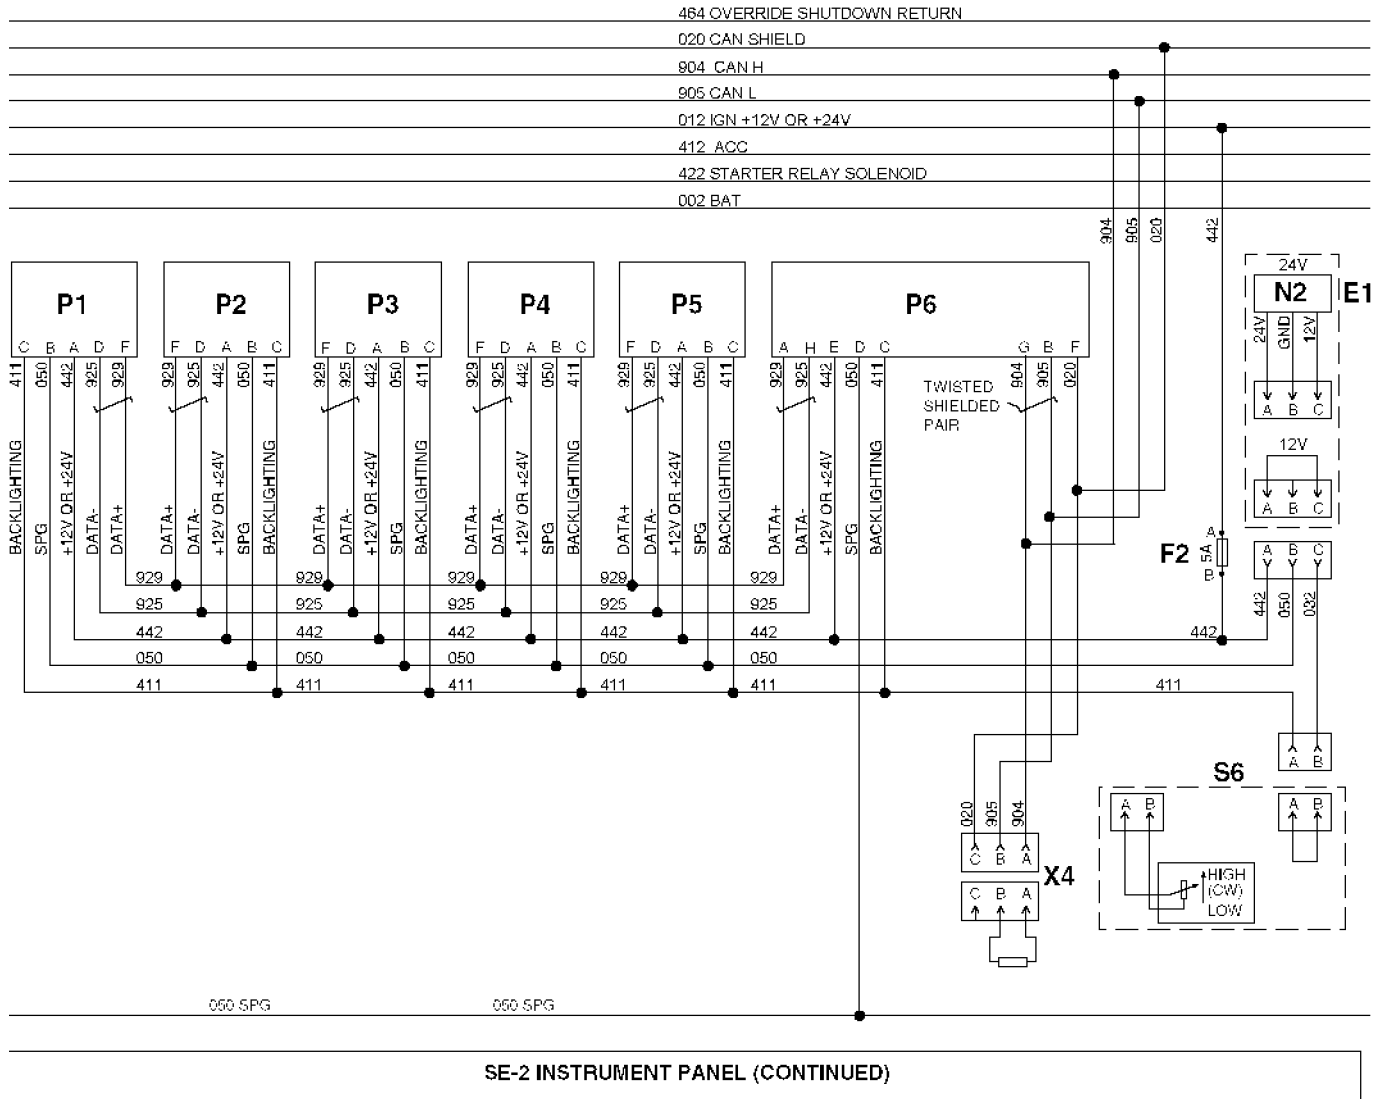 464 OVERRIDE SHUTDOWN RETURN
020 CAN SHIELD
904 CAN H
905 CAN L
012 IGN +12V OR +24V
412 ACC
422 STARTER RELAY SOLENOID
002 BAT
904 905 020 442
24V
P1 P2 P3 P4 P5 P6 N2 E1
24V GND 12V
C B A D F F D A B C F D A B C F D A B C F D A B C A H E D C G B F
411 050 442 925 929 929 925 442 050 411 929 925 442 050 411 929 925 442 050 411 929 925 442 050 411 929 925 442 050 411 904 905 020
TWISTED
SHIELDED
PAIR
A B C
12V
A B C
BACKLIGHTING SPG +12V OR +24V DATA- DATA+ DATA+ DATA- +12V OR +24V SPG BACKLIGHTING DATA+ DATA- +12V OR +24V SPG BACKLIGHTING DATA+ DATA- +12V OR +24V SPG BACKLIGHTING DATA+ DATA- +12V OR +24V SPG BACKLIGHTING DATA+ DATA- +12V OR +24V SPG BACKLIGHTING
A
F2 5A
B
A B C
442 050 032
929 929 929 929 929
925 925 925 925 925
442 442 442 442 442 442
050 050 050 050 050
411 411 411 411 411 411
A B
S6
020 905 904
A B A B
C B A
X4
C B A
HIGH
(CW)
LOW
050 SPG 050 SPG
SE-2 INSTRUMENT PANEL (CONTINUED)